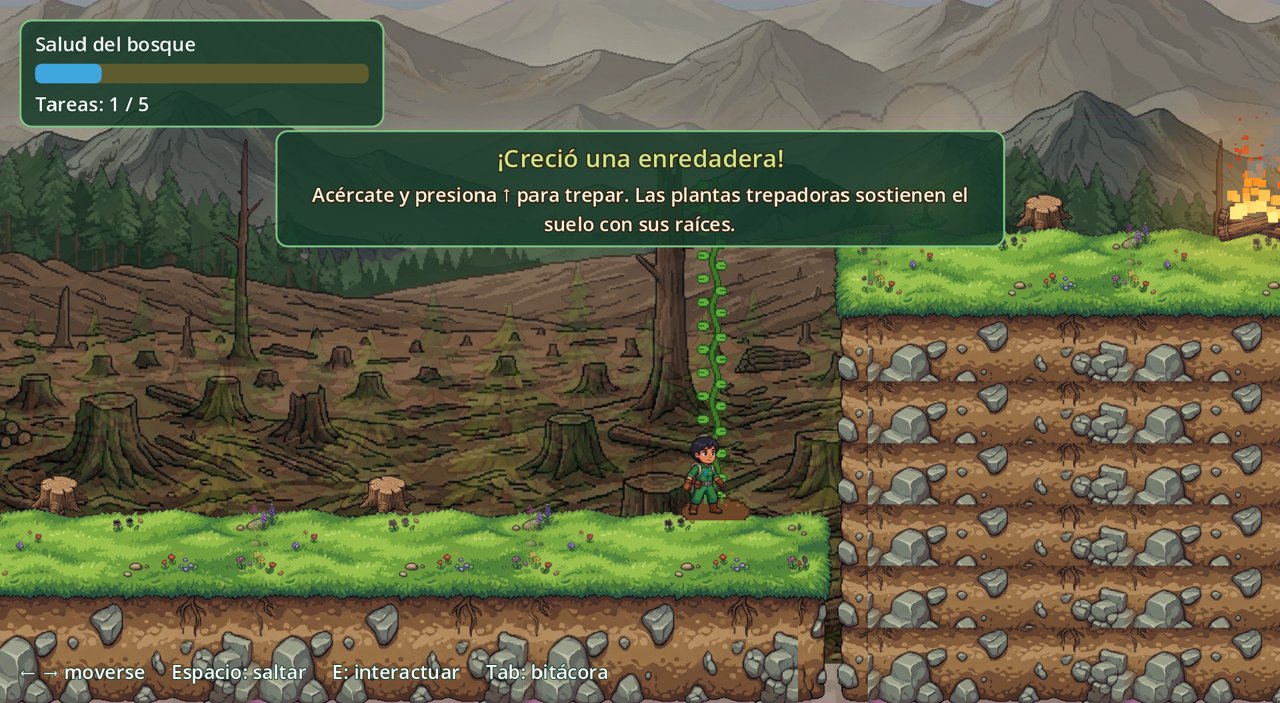 Salud del bosque
Tareas: 1 / 5
¡Creció una enredadera!
Acércate y presiona ↑ para trepar. Las plantas trepadoras sostienen el
suelo con sus raíces.
← → moverse Espacio: saltar E: interactuar Tab: bitácora